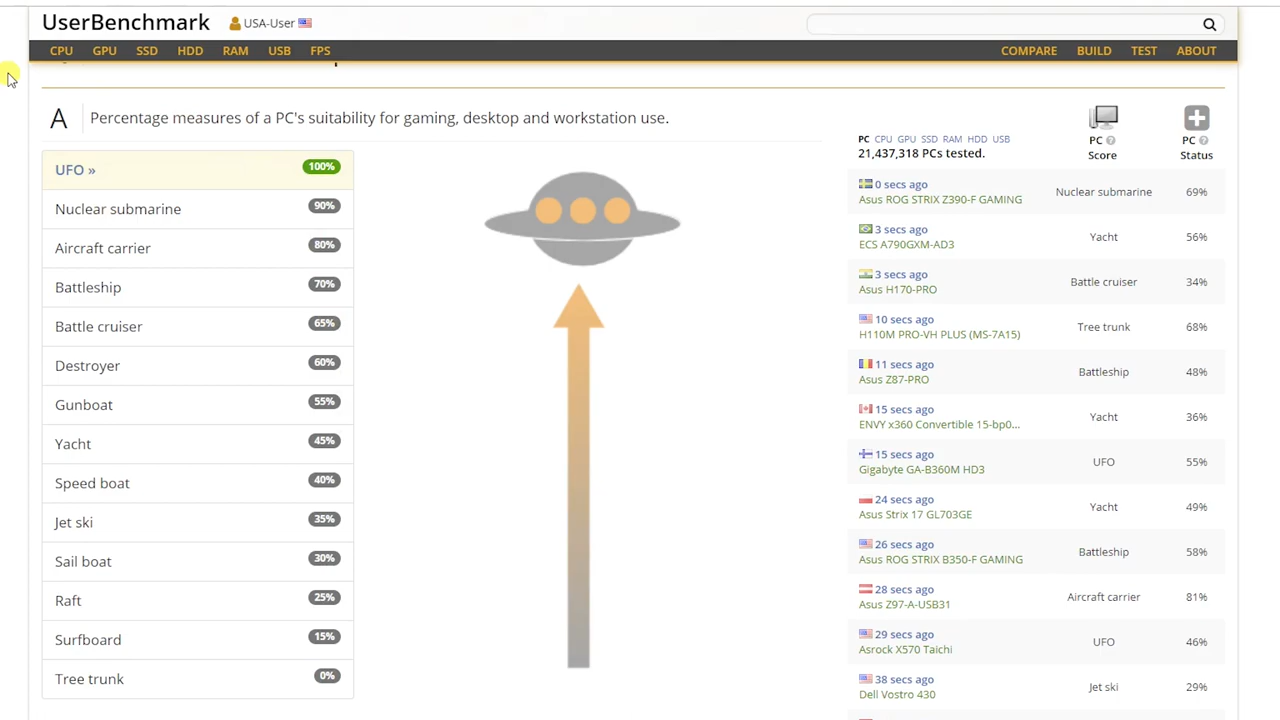 UserBenchmark USA-User
CPU GPU SSD HDD RAM USB FPS COMPARE BUILD TEST ABOUT
A Percentage measures of a PC's suitability for gaming, desktop and workstation use.
UFO » 100%
Nuclear submarine 90%
Aircraft carrier 80%
Battleship 70%
Battle cruiser 65%
Destroyer 60%
Gunboat 55%
Yacht 45%
Speed boat 40%
Jet ski 35%
Sail boat 30%
Raft 25%
Surfboard 15%
Tree trunk 0%
PC CPU GPU SSD RAM HDD USB
21,437,318 PCs tested.
PC ?
Score
PC ?
Status
0 secs ago
Asus ROG STRIX Z390-F GAMING Nuclear submarine 69%
3 secs ago
ECS A790GXM-AD3 Yacht 56%
3 secs ago
Asus H170-PRO Battle cruiser 34%
10 secs ago
H110M PRO-VH PLUS (MS-7A15) Tree trunk 68%
11 secs ago
Asus Z87-PRO Battleship 48%
15 secs ago
ENVY x360 Convertible 15-bp0... Yacht 36%
15 secs ago
Gigabyte GA-B360M HD3 UFO 55%
24 secs ago
Asus Strix 17 GL703GE Yacht 49%
26 secs ago
Asus ROG STRIX B350-F GAMING Battleship 58%
28 secs ago
Asus Z97-A-USB31 Aircraft carrier 81%
29 secs ago
Asrock X570 Taichi UFO 46%
38 secs ago
Dell Vostro 430 Jet ski 29%